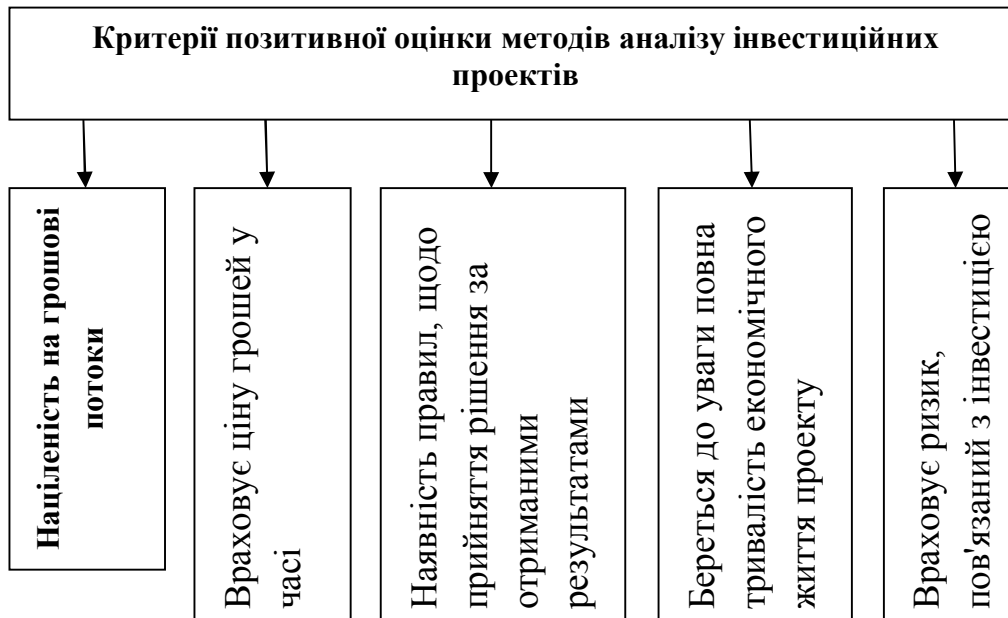 Критерії позитивної оцінки методів аналізу інвестиційних
проектів
Націленість на грошові
потоки
Враховує ціну грошей у
часі
Наявність правил, щодо
прийняття рішення за
отриманими
результатами
Береться до уваги повна
тривалість економічного
життя проекту
Враховує ризик,
пов'язаний з інвестицією